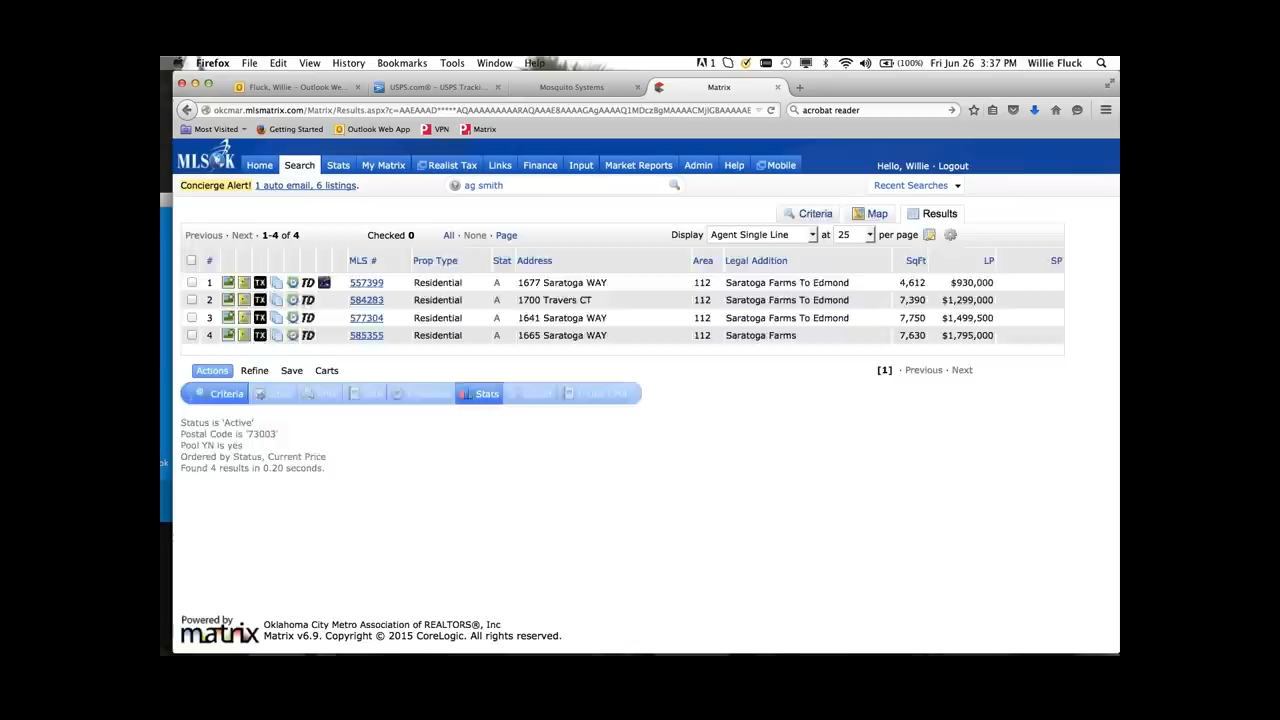 Firefox File Edit View History Bookmarks Tools Window Help 1 (100%) Fri Jun 26 3:37 PM Willie Fluck
Fluck, Willie – Outlook We... × USPS.com® - USPS Tracki... × Mosquito Systems × Matrix × +
acrobat reader
Most Visited Getting Started Outlook Web App VPN Matrix
MLSOK Home Search Stats My Matrix Realist Tax Links Finance Input Market Reports Admin Help Mobile Hello, Willie · Logout
Concierge Alert! 1 auto email, 6 listings. ag smith Recent Searches
Criteria Map Results
Previous · Next · 1-4 of 4 Checked 0 All · None · Page Display Agent Single Line at 25 per page
# MLS # Prop Type Stat Address Area Legal Addition SqFt LP SP
1 TX TD 557399 Residential A 1677 Saratoga WAY 112 Saratoga Farms To Edmond 4,612 $930,000
2 TX TD 584283 Residential A 1700 Travers CT 112 Saratoga Farms To Edmond 7,390 $1,299,000
3 TX TD 577304 Residential A 1641 Saratoga WAY 112 Saratoga Farms To Edmond 7,750 $1,499,500
4 TX TD 585355 Residential A 1665 Saratoga WAY 112 Saratoga Farms 7,630 $1,795,000
Actions Refine Save Carts [1] · Previous · Next
Criteria Stats
Status is 'Active'
Postal Code is '73003'
Pool YN is yes
Ordered by Status, Current Price
Found 4 results in 0.20 seconds.
Powered by
matrix
Oklahoma City Metro Association of REALTORS®, Inc
Matrix v6.9. Copyright © 2015 CoreLogic. All rights reserved.